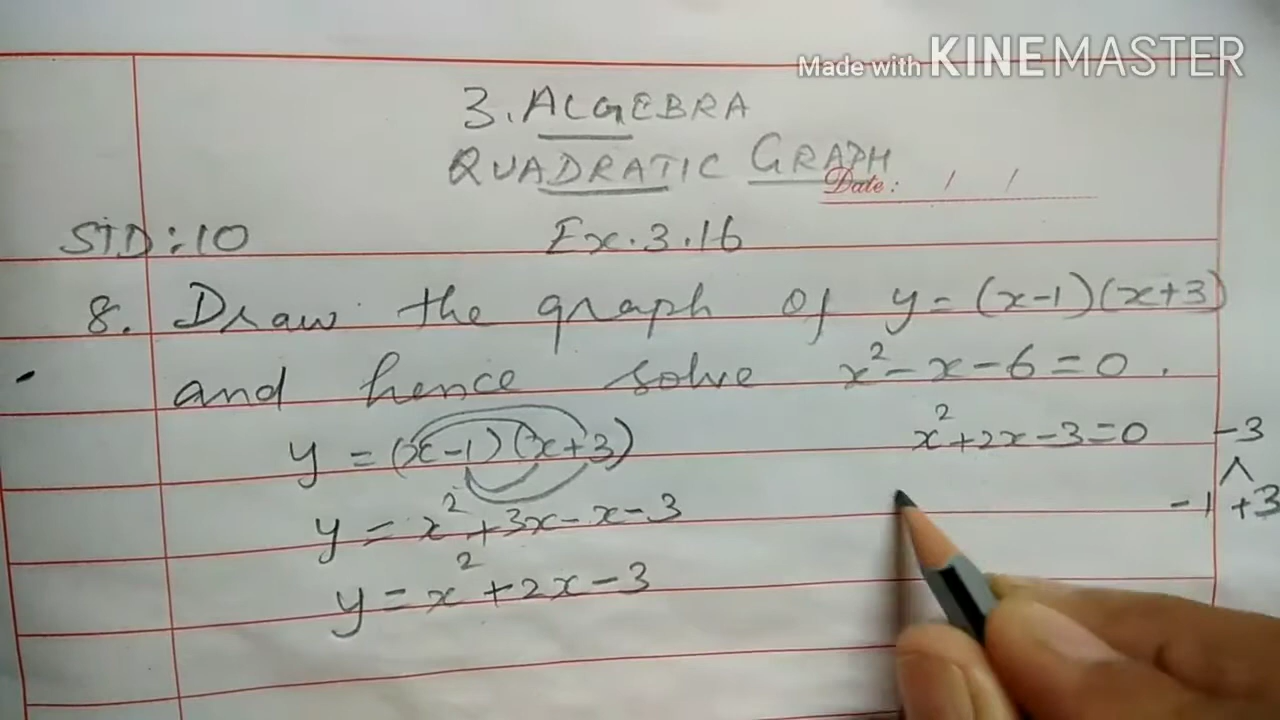 Made with KINEMASTER
3. ALGEBRA
QUADRATIC GRAPH
Date: / /
STD: 10 Ex. 3.16
8. Draw the graph of y = (x-1)(x+3)
and hence solve x² - x - 6 = 0.
y = (x-1)(x+3) x² + 2x - 3 = 0 -3
y = x² + 3x - x - 3 -1 +3
y = x² + 2x - 3